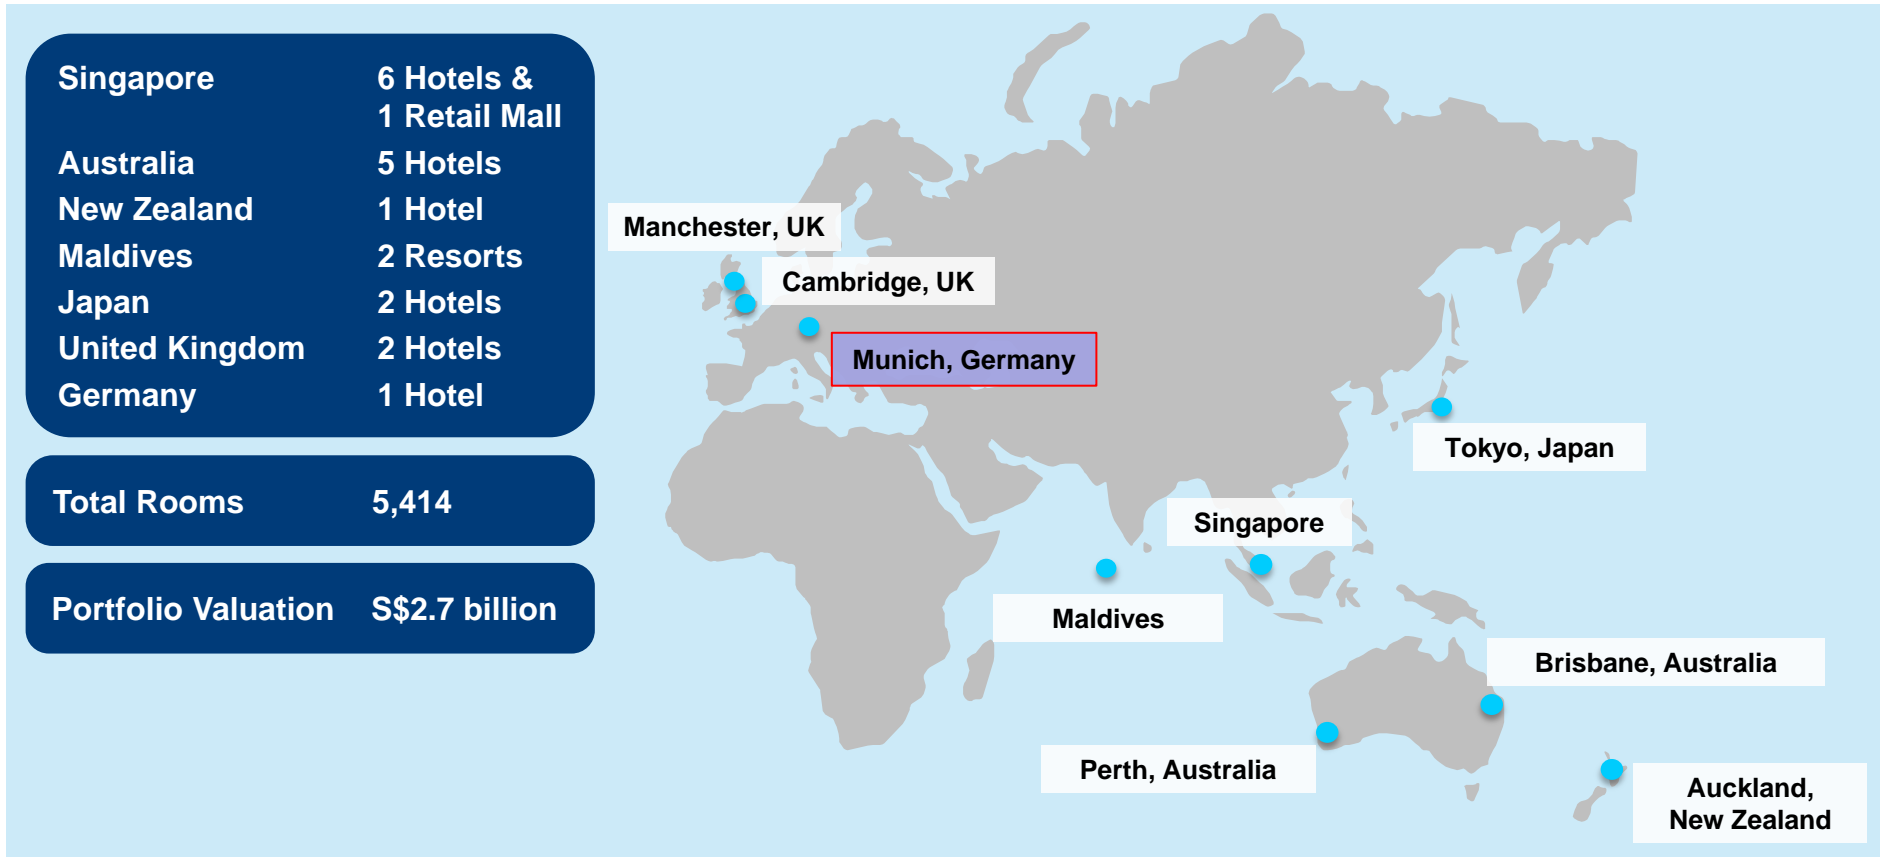 Singapore 6 Hotels &
1 Retail Mall
Australia 5 Hotels
New Zealand 1 Hotel
Maldives 2 Resorts
Japan 2 Hotels
United Kingdom 2 Hotels
Germany 1 Hotel
Total Rooms 5,414
Portfolio Valuation S$2.7 billion
Manchester, UK
Cambridge, UK
Munich, Germany
Tokyo, Japan
Singapore
Maldives
Brisbane, Australia
Perth, Australia
Auckland,
New Zealand